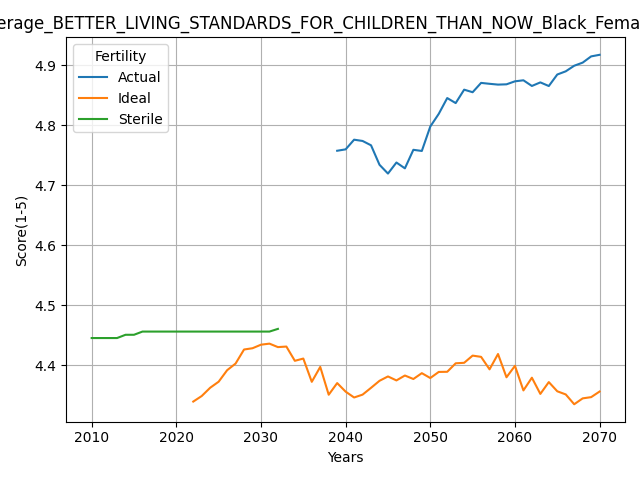 erage_BETTER_LIVING_STANDARDS_FOR_CHILDREN_THAN_NOW_Black_Fema
Fertility
Actual
Ideal
Sterile
Score(1-5)
4.9
4.8
4.7
4.6
4.5
4.4
2010 2020 2030 2040 2050 2060 2070
Years